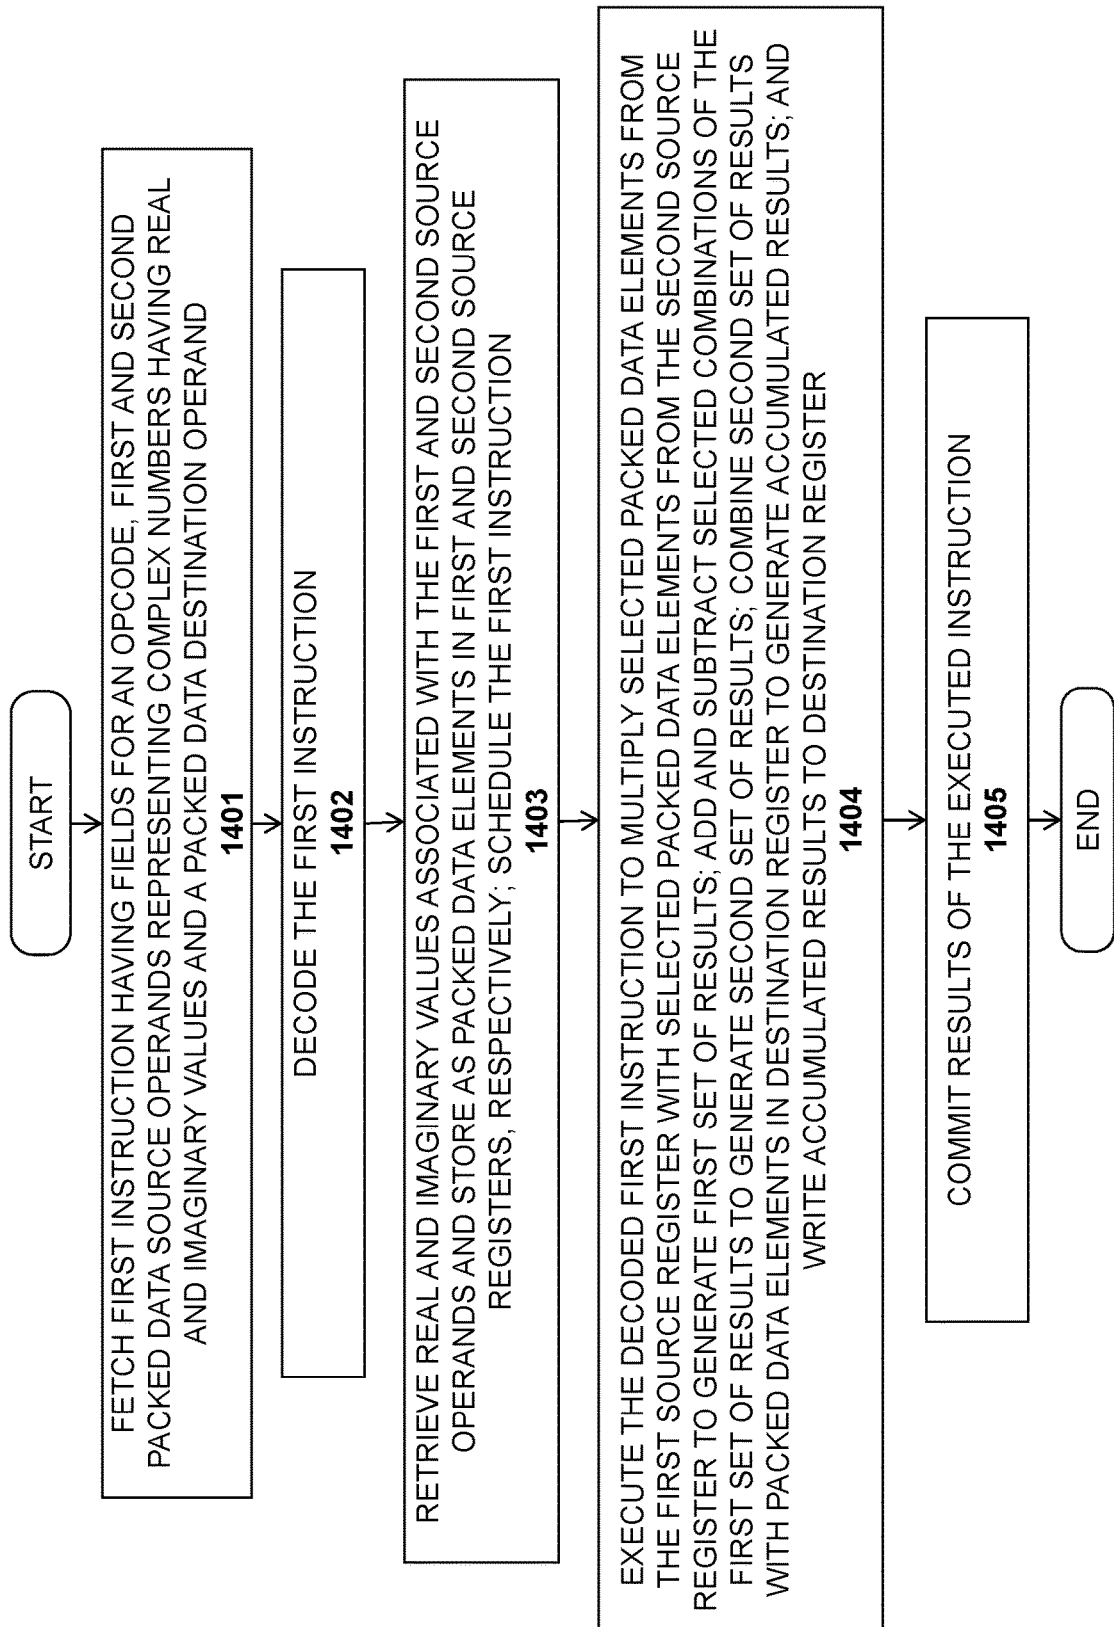 START
FETCH FIRST INSTRUCTION HAVING FIELDS FOR AN OPCODE, FIRST AND SECOND
PACKED DATA SOURCE OPERANDS REPRESENTING COMPLEX NUMBERS HAVING REAL
AND IMAGINARY VALUES AND A PACKED DATA DESTINATION OPERAND
1401
DECODE THE FIRST INSTRUCTION
1402
RETRIEVE REAL AND IMAGINARY VALUES ASSOCIATED WITH THE FIRST AND SECOND SOURCE
OPERANDS AND STORE AS PACKED DATA ELEMENTS IN FIRST AND SECOND SOURCE
REGISTERS, RESPECTIVELY; SCHEDULE THE FIRST INSTRUCTION
1403
EXECUTE THE DECODED FIRST INSTRUCTION TO MULTIPLY SELECTED PACKED DATA ELEMENTS FROM
THE FIRST SOURCE REGISTER WITH SELECTED PACKED DATA ELEMENTS FROM THE SECOND SOURCE
REGISTER TO GENERATE FIRST SET OF RESULTS; ADD AND SUBTRACT SELECTED COMBINATIONS OF THE
FIRST SET OF RESULTS TO GENERATE SECOND SET OF RESULTS; COMBINE SECOND SET OF RESULTS
WITH PACKED DATA ELEMENTS IN DESTINATION REGISTER TO GENERATE ACCUMULATED RESULTS; AND
WRITE ACCUMULATED RESULTS TO DESTINATION REGISTER
1404
COMMIT RESULTS OF THE EXECUTED INSTRUCTION
1405
END